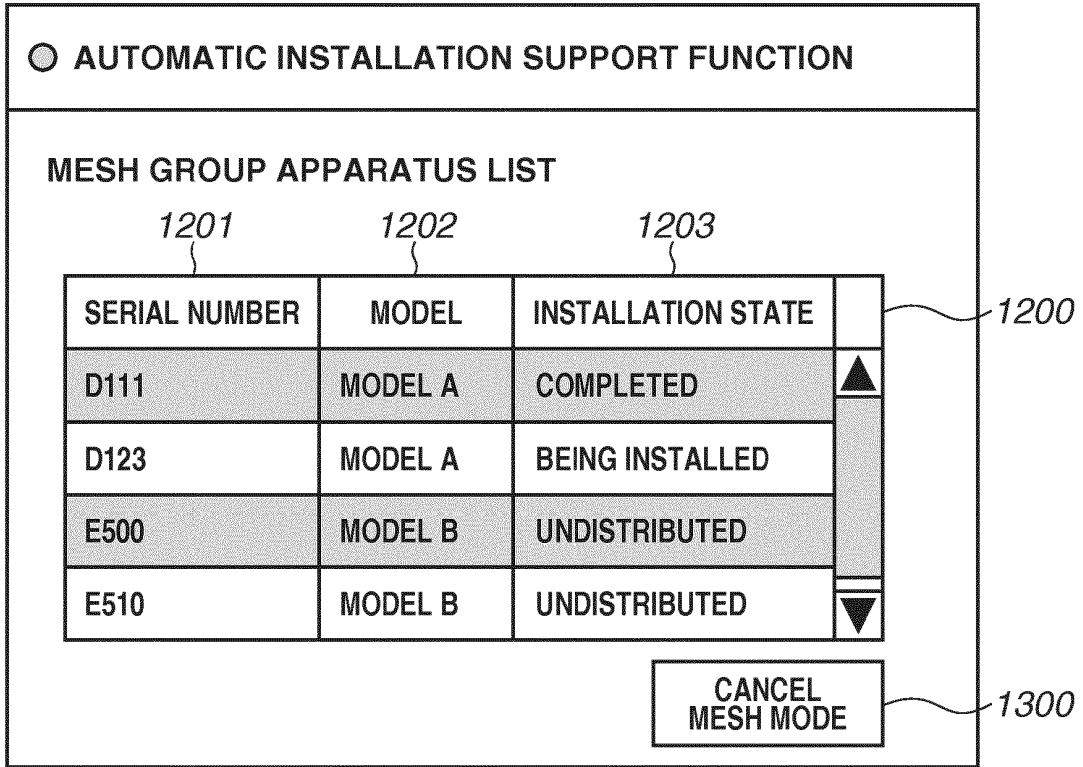 AUTOMATIC INSTALLATION SUPPORT FUNCTION
MESH GROUP APPARATUS LIST
1201 1202 1203
SERIAL NUMBER MODEL INSTALLATION STATE 1200
D111 MODEL A COMPLETED
D123 MODEL A BEING INSTALLED
E500 MODEL B UNDISTRIBUTED
E510 MODEL B UNDISTRIBUTED
CANCEL
MESH MODE 1300